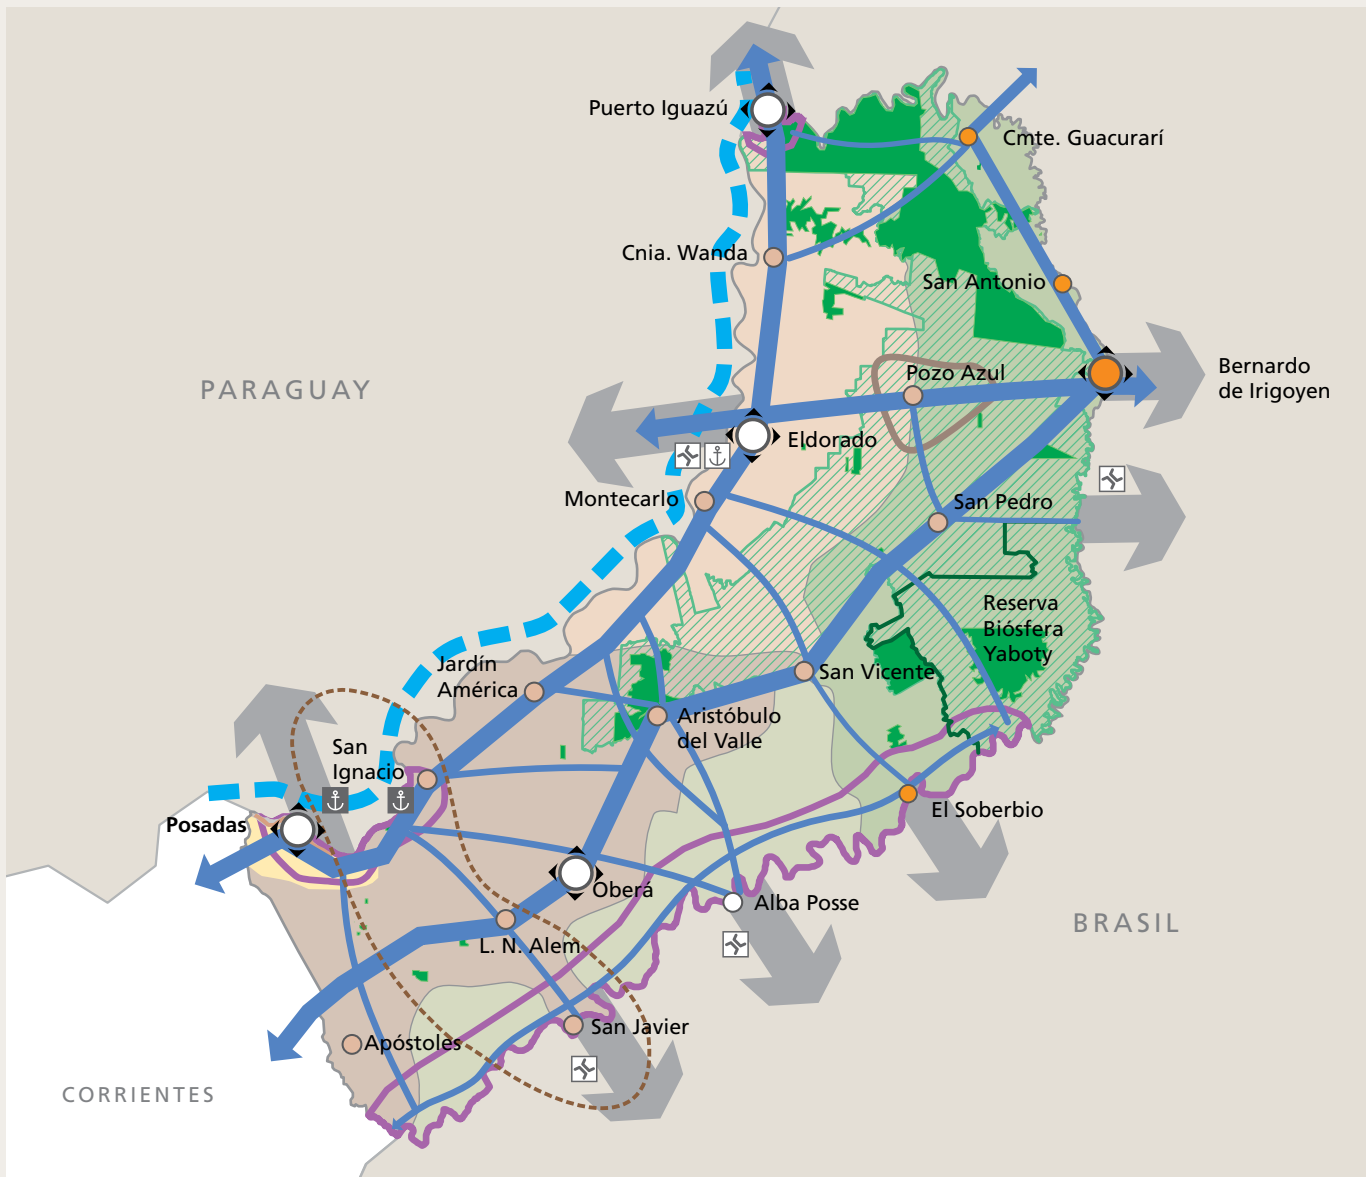 Puerto Iguazú
Cmte. Guacurarí
Cnia. Wanda
San Antonio
PARAGUAY
Pozo Azul
Bernardo
de Irigoyen
Eldorado
Montecarlo
San Pedro
Reserva
Biósfera
Yaboty
Jardín
América
San Vicente
Aristóbulo
del Valle
San
Ignacio
Posadas
El Soberbio
Oberá
Alba Posse
BRASIL
L. N. Alem
San Javier
Apóstoles
CORRIENTES